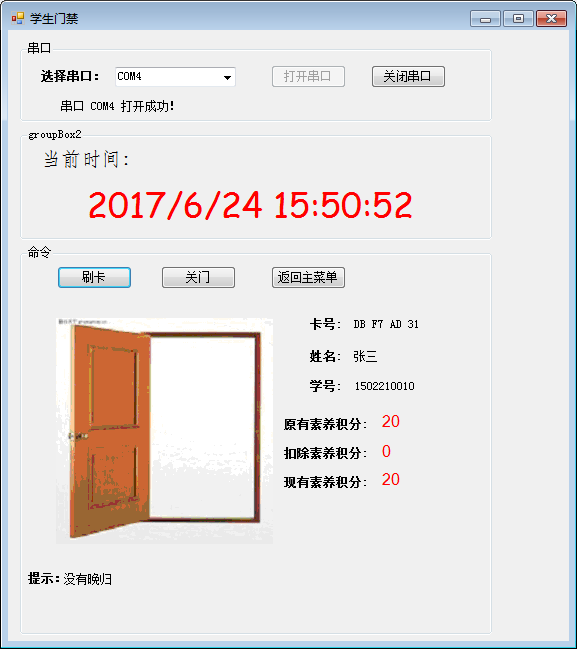 学生门禁
串口
选择串口： COM4 打开串口 关闭串口
串口 COM4 打开成功!
groupBox2
当前时间:
2017/6/24 15:50:52
命令
刷卡 关门 返回主菜单
卡号: DB F7 AD 31
姓名: 张三
学号: 1502210010
原有素养积分: 20
扣除素养积分: 0
现有素养积分: 20
提示：没有晚归